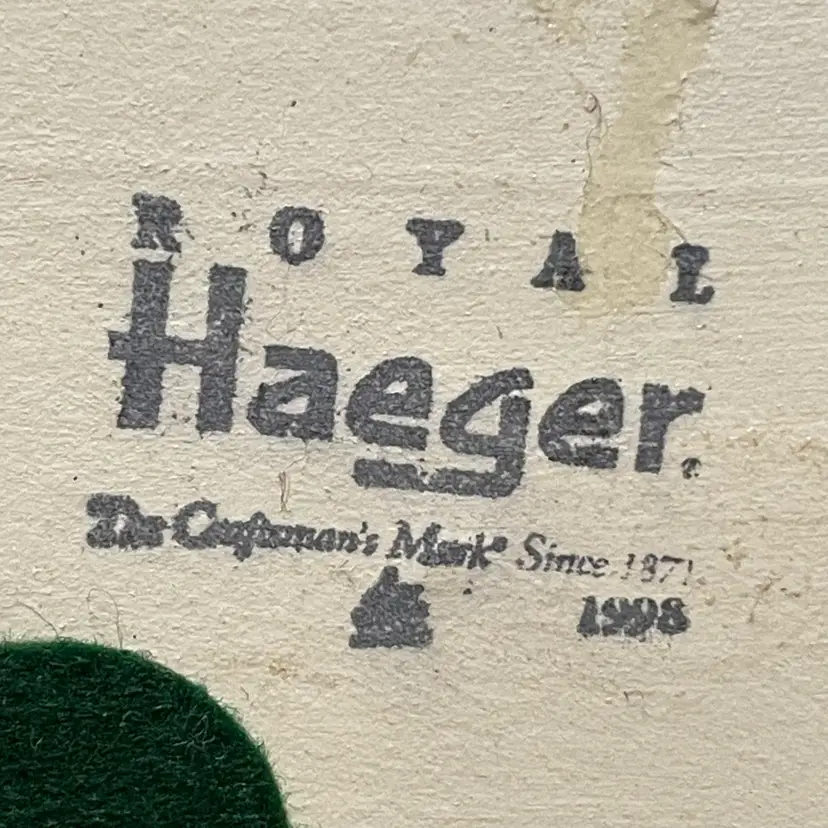 ROYAL
Haeger®
The Craftsman's Mark® Since 1871
1998